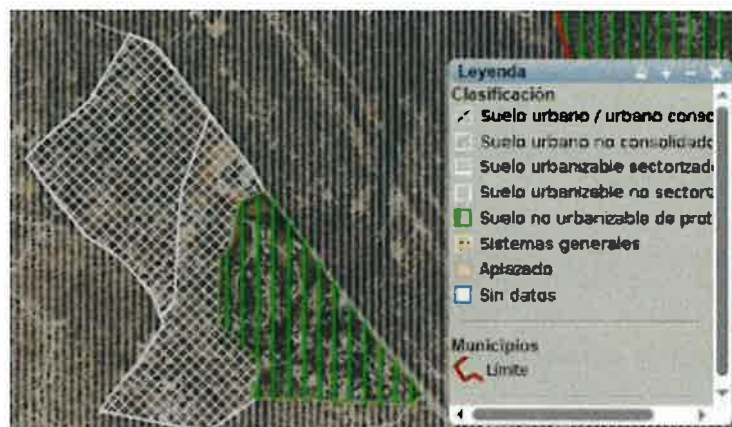 Leyenda
Clasificación
Suelo urbano / urbano conso
Suelo urbano no consolidado
Suelo urbanizable sectorizad
Suelo urbanizable no sector
Suelo no urbanizable de prot
Sistemas generales
Aplazado
Sin datos
Municipios
Límite